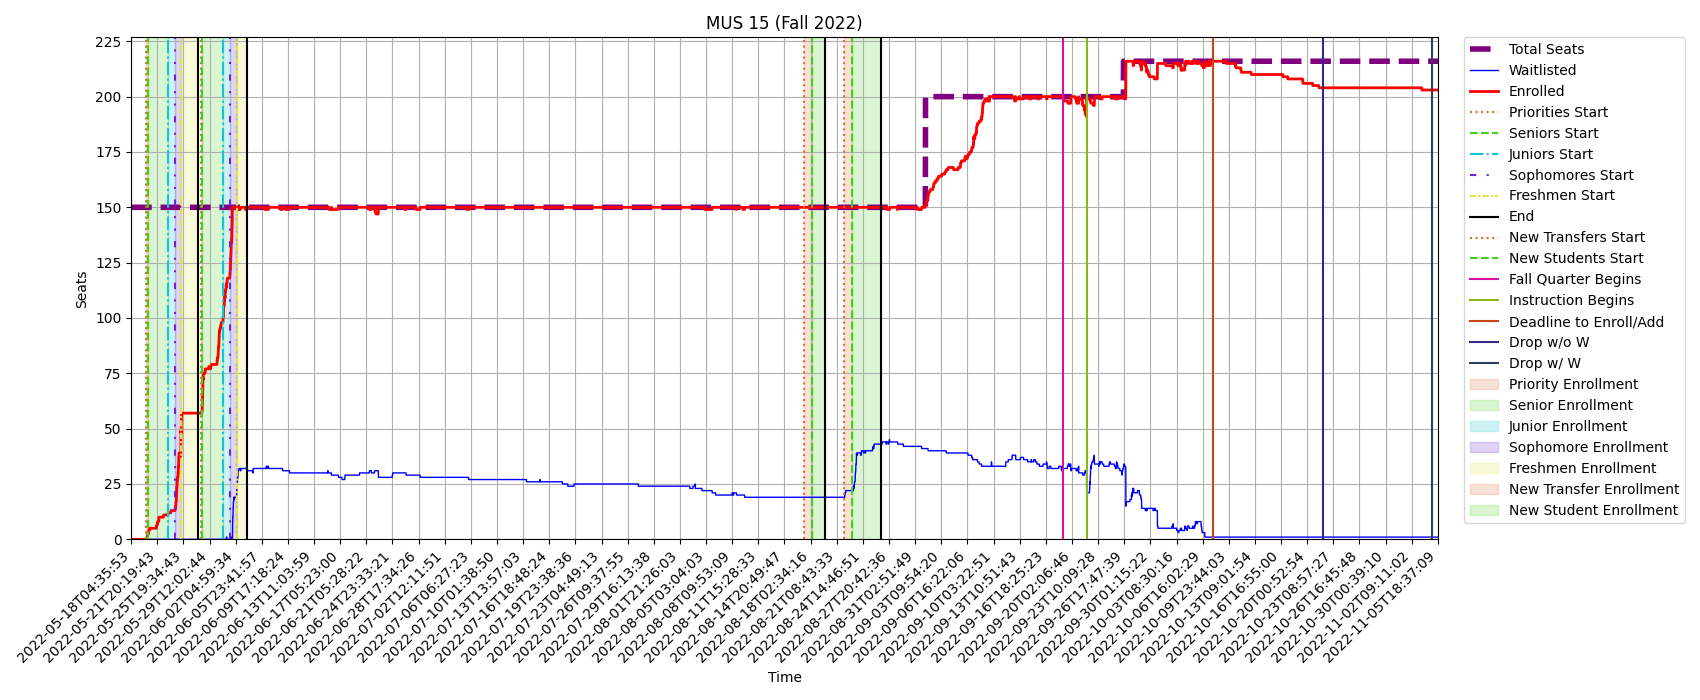 MUS 15 (Fall 2022)
225
200
175
150
125
100
75
50
25
0
Seats
2022-05-18T04:35:53
2022-05-21T20:19:43
2022-05-25T19:34:43
2022-05-29T12:02:44
2022-06-02T04:59:34
2022-06-05T23:41:57
2022-06-09T17:18:24
2022-06-13T11:03:59
2022-06-17T05:23:00
2022-06-21T05:28:22
2022-06-24T23:33:21
2022-06-28T17:34:26
2022-07-02T12:11:51
2022-07-06T06:27:23
2022-07-10T01:38:50
2022-07-13T13:57:03
2022-07-16T18:48:24
2022-07-19T23:38:36
2022-07-23T04:49:13
2022-07-26T09:37:55
2022-07-29T16:13:38
2022-08-01T21:26:03
2022-08-05T03:04:03
2022-08-08T09:53:09
2022-08-11T15:28:33
2022-08-14T20:49:47
2022-08-18T02:34:16
2022-08-21T08:43:33
2022-08-24T14:46:51
2022-08-27T20:42:36
2022-08-31T02:51:49
2022-09-03T09:54:20
2022-09-06T16:22:06
2022-09-10T03:22:51
2022-09-13T10:51:43
2022-09-16T18:25:23
2022-09-20T02:06:46
2022-09-23T10:09:28
2022-09-26T17:47:39
2022-09-30T01:15:22
2022-10-03T08:30:16
2022-10-06T16:02:29
2022-10-09T23:44:03
2022-10-13T09:01:54
2022-10-16T16:55:00
2022-10-20T00:52:54
2022-10-23T08:57:27
2022-10-26T16:45:48
2022-10-30T00:39:10
2022-11-02T09:11:02
2022-11-05T18:37:09
Time
Total Seats
Waitlisted
Enrolled
Priorities Start
Seniors Start
Juniors Start
Sophomores Start
Freshmen Start
End
New Transfers Start
New Students Start
Fall Quarter Begins
Instruction Begins
Deadline to Enroll/Add
Drop w/o W
Drop w/ W
Priority Enrollment
Senior Enrollment
Junior Enrollment
Sophomore Enrollment
Freshmen Enrollment
New Transfer Enrollment
New Student Enrollment